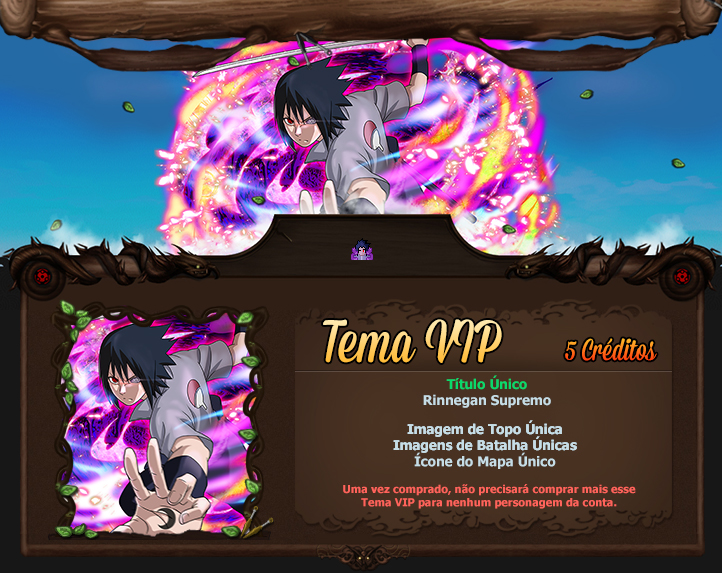 Tema VIP
5 Créditos
Título Único
Rinnegan Supremo
Imagem de Topo Única
Imagens de Batalha Únicas
Ícone do Mapa Único
Uma vez comprado, não precisará comprar mais esse
Tema VIP para nenhum personagem da conta.